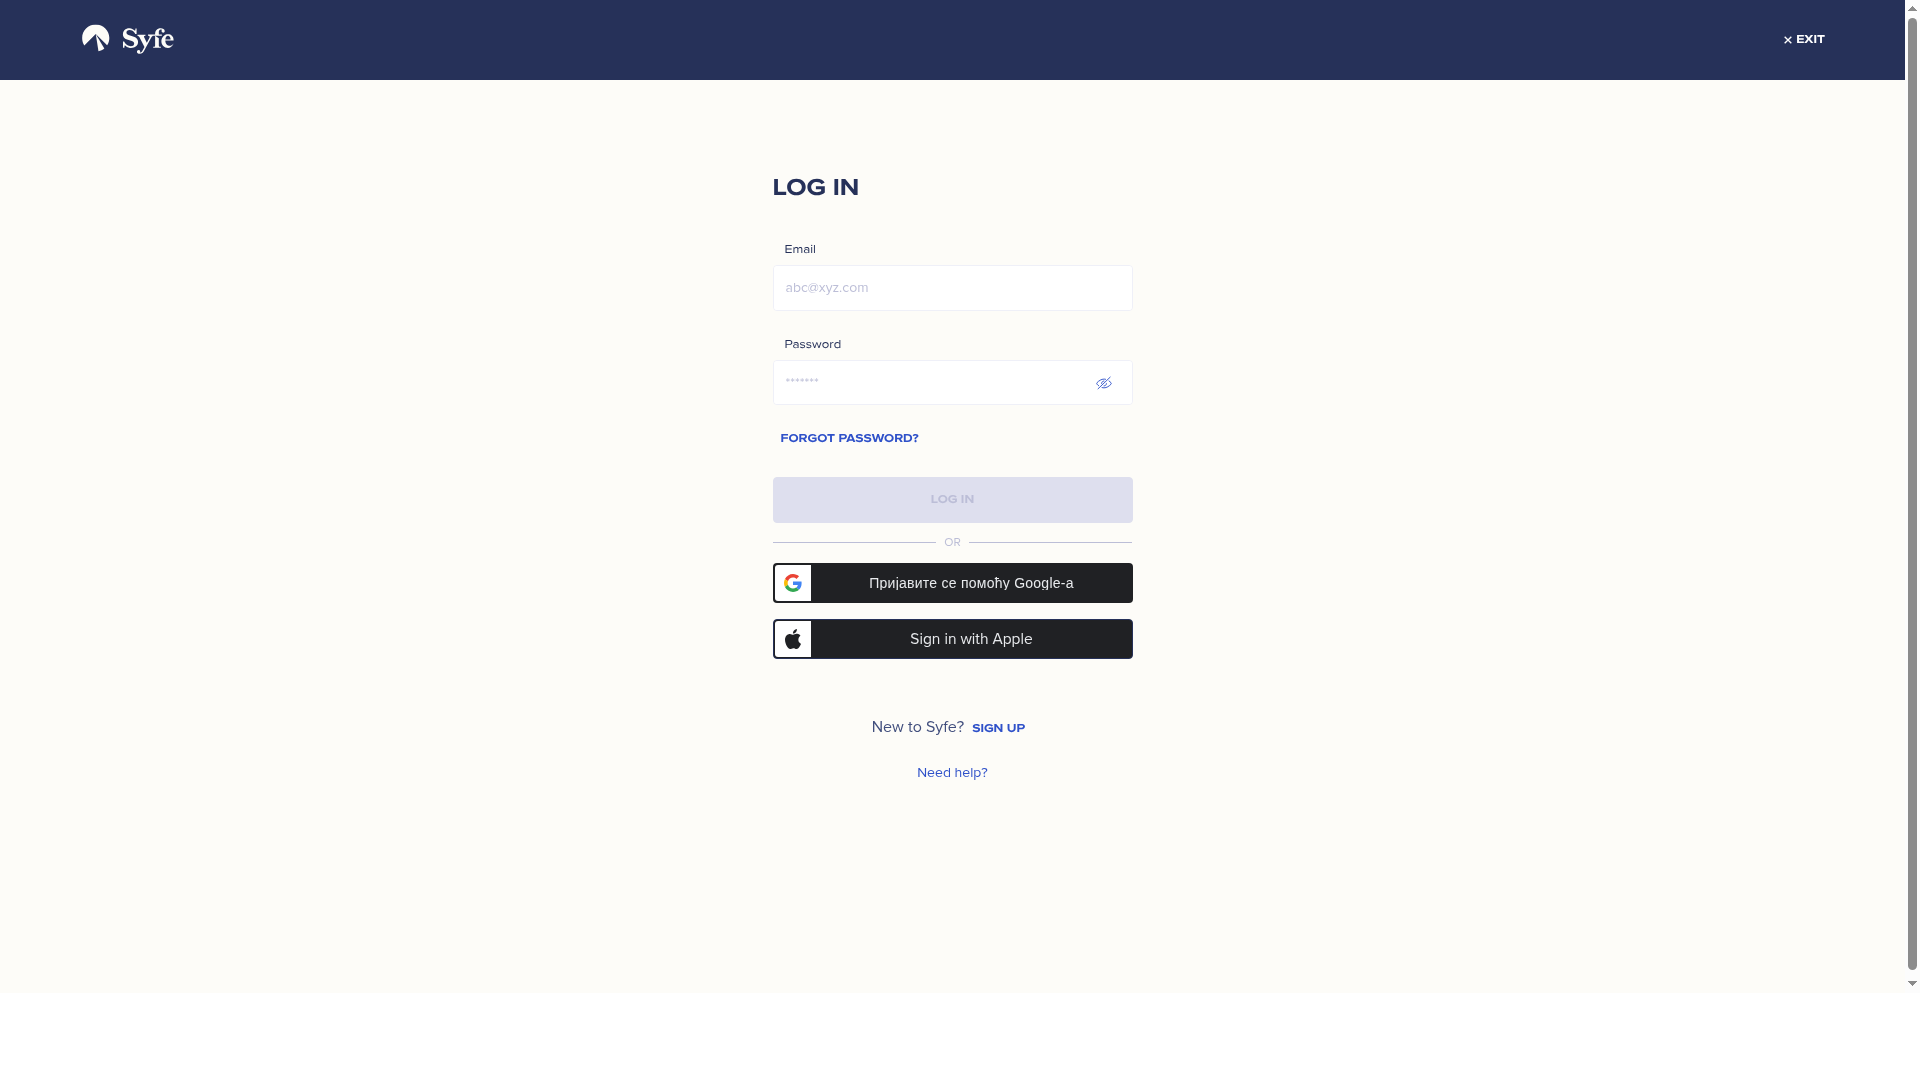 Syfe
EXIT
LOG IN
Email
abc@xyz.com
Password
*******
FORGOT PASSWORD?
LOG IN
OR
Пријавите се помоћу Google-а
Sign in with Apple
New to Syfe? SIGN UP
Need help?